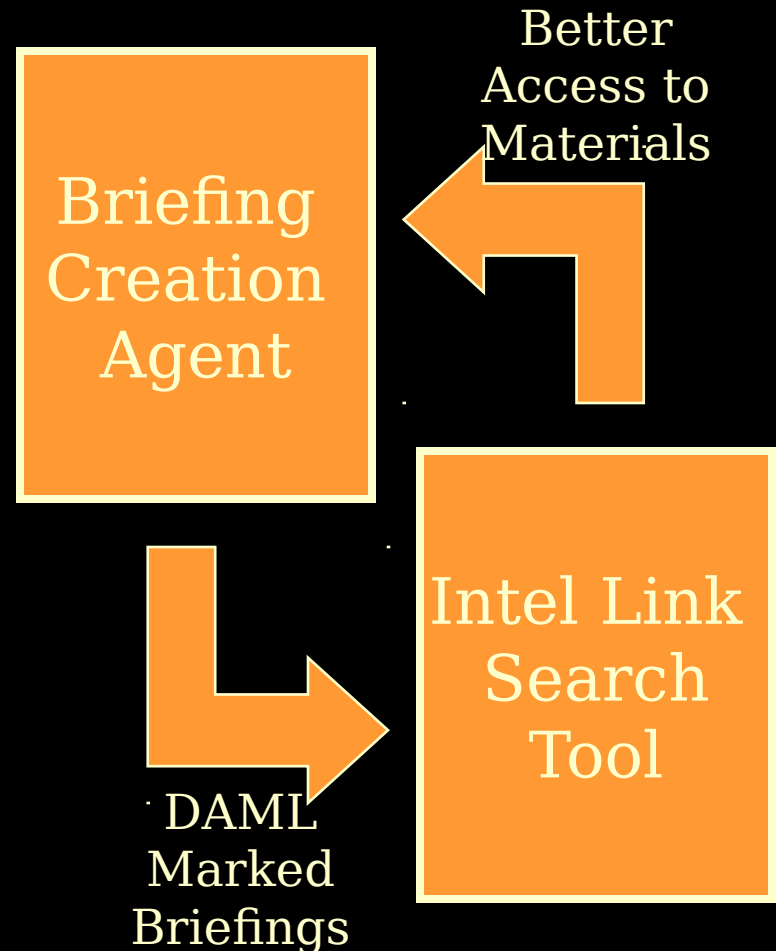 Better
Access to
Materials
Briefing
Creation
Agent
Intel Link
Search
Tool
DAML
Marked
Briefings